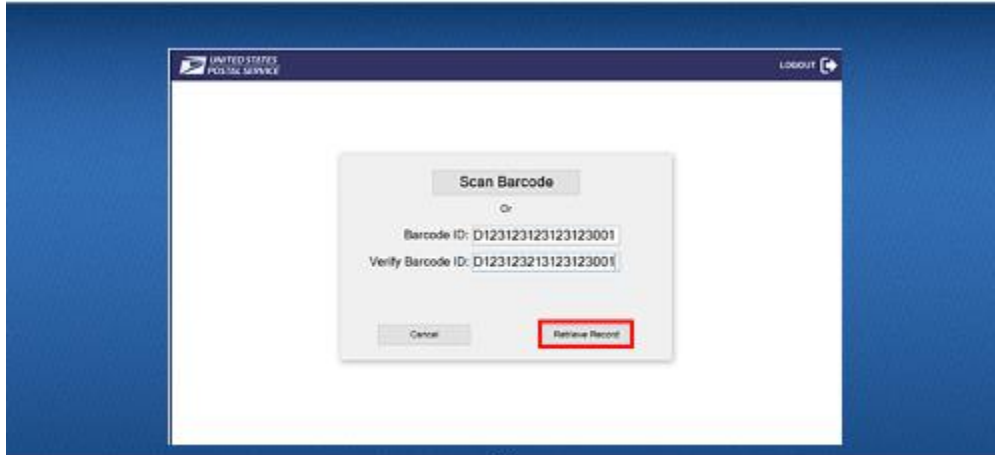 UNITED STATES
POSTAL SERVICE
LOGOUT
Scan Barcode
Or
Barcode ID: D123123123123123001
Verify Barcode ID: D123123213123123001
Cancel
Retrieve Record